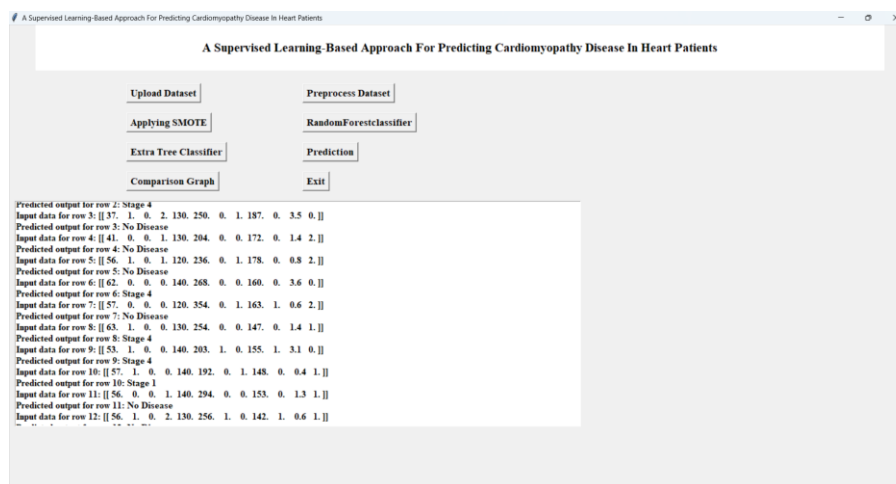 A Supervised Learning-Based Approach For Predicting Cardiomyopathy Disease In Heart Patients
A Supervised Learning-Based Approach For Predicting Cardiomyopathy Disease In Heart Patients
Upload Dataset
Preprocess Dataset
Applying SMOTE
RandomForestclassifier
Extra Tree Classifier
Prediction
Comparison Graph
Exit
Predicted output for row 2: Stage 4
Input data for row 3: [[ 37. 1. 0. 2. 130. 250. 0. 1. 187. 0. 3.5 0. ]]
Predicted output for row 3: No Disease
Input data for row 4: [[ 41. 0. 0. 1. 130. 204. 0. 0. 172. 0. 1.4 2. ]]
Predicted output for row 4: No Disease
Input data for row 5: [[ 56. 1. 0. 1. 120. 236. 0. 1. 178. 0. 0.8 2. ]]
Predicted output for row 5: No Disease
Input data for row 6: [[ 62. 0. 0. 0. 140. 268. 0. 0. 160. 0. 3.6 0. ]]
Predicted output for row 6: Stage 4
Input data for row 7: [[ 57. 0. 0. 0. 120. 354. 0. 1. 163. 1. 0.6 2. ]]
Predicted output for row 7: No Disease
Input data for row 8: [[ 63. 1. 0. 0. 130. 254. 0. 0. 147. 0. 1.4 1. ]]
Predicted output for row 8: Stage 4
Input data for row 9: [[ 53. 1. 0. 0. 140. 203. 1. 0. 155. 1. 3.1 0. ]]
Predicted output for row 9: Stage 4
Input data for row 10: [[ 57. 1. 0. 0. 140. 192. 0. 1. 148. 0. 0.4 1. ]]
Predicted output for row 10: Stage 1
Input data for row 11: [[ 56. 0. 0. 1. 140. 294. 0. 0. 153. 0. 1.3 1. ]]
Predicted output for row 11: No Disease
Input data for row 12: [[ 56. 1. 0. 2. 130. 256. 1. 0. 142. 1. 0.6 1. ]]